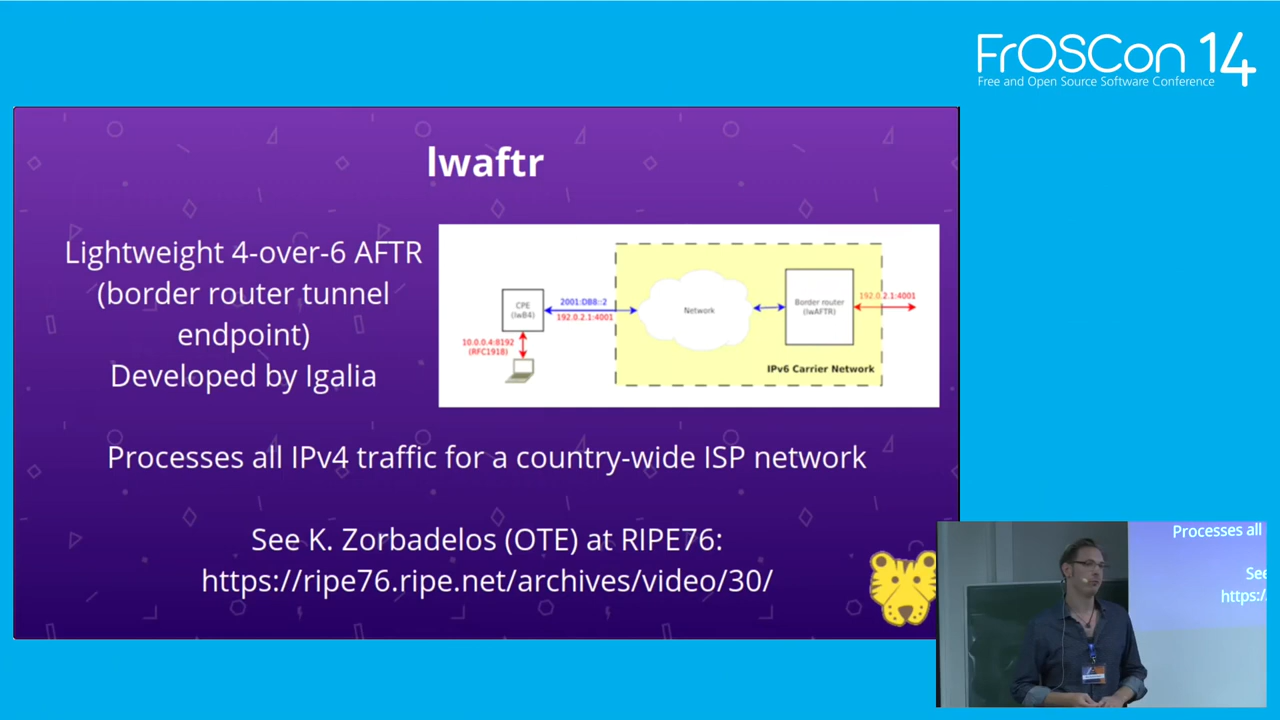 FrOSCon 14
Free and Open Source Software Conference
lwaftr
Lightweight 4-over-6 AFTR
(border router tunnel
endpoint)
Developed by Igalia
CPE
(lwB4)
2001:DB8::2
192.0.2.1:4001
10.0.0.4:8192
(RFC1918)
Network
Border router
(lwAFTR)
192.0.2.1:4001
IPv6 Carrier Network
Processes all IPv4 traffic for a country-wide ISP network
See K. Zorbadelos (OTE) at RIPE76:
https://ripe76.ripe.net/archives/video/30/
Processes all
See
https:/